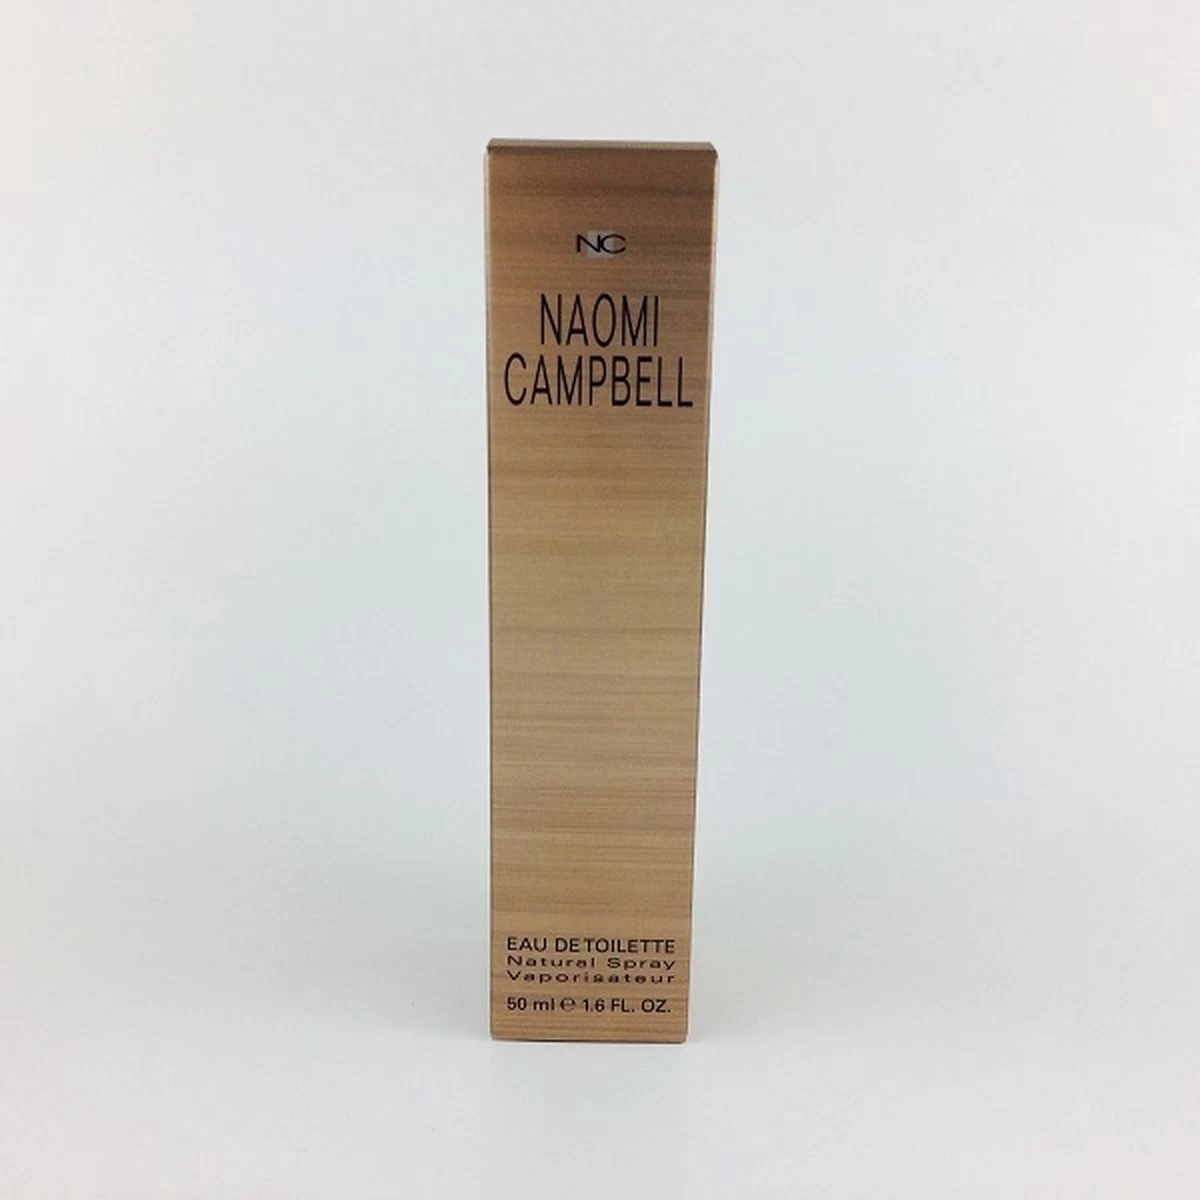 NC
NAOMI
CAMPBELL
EAU DE TOILETTE
Natural Spray
Vaporisateur
50 ml ℮ 1.6 FL. OZ.